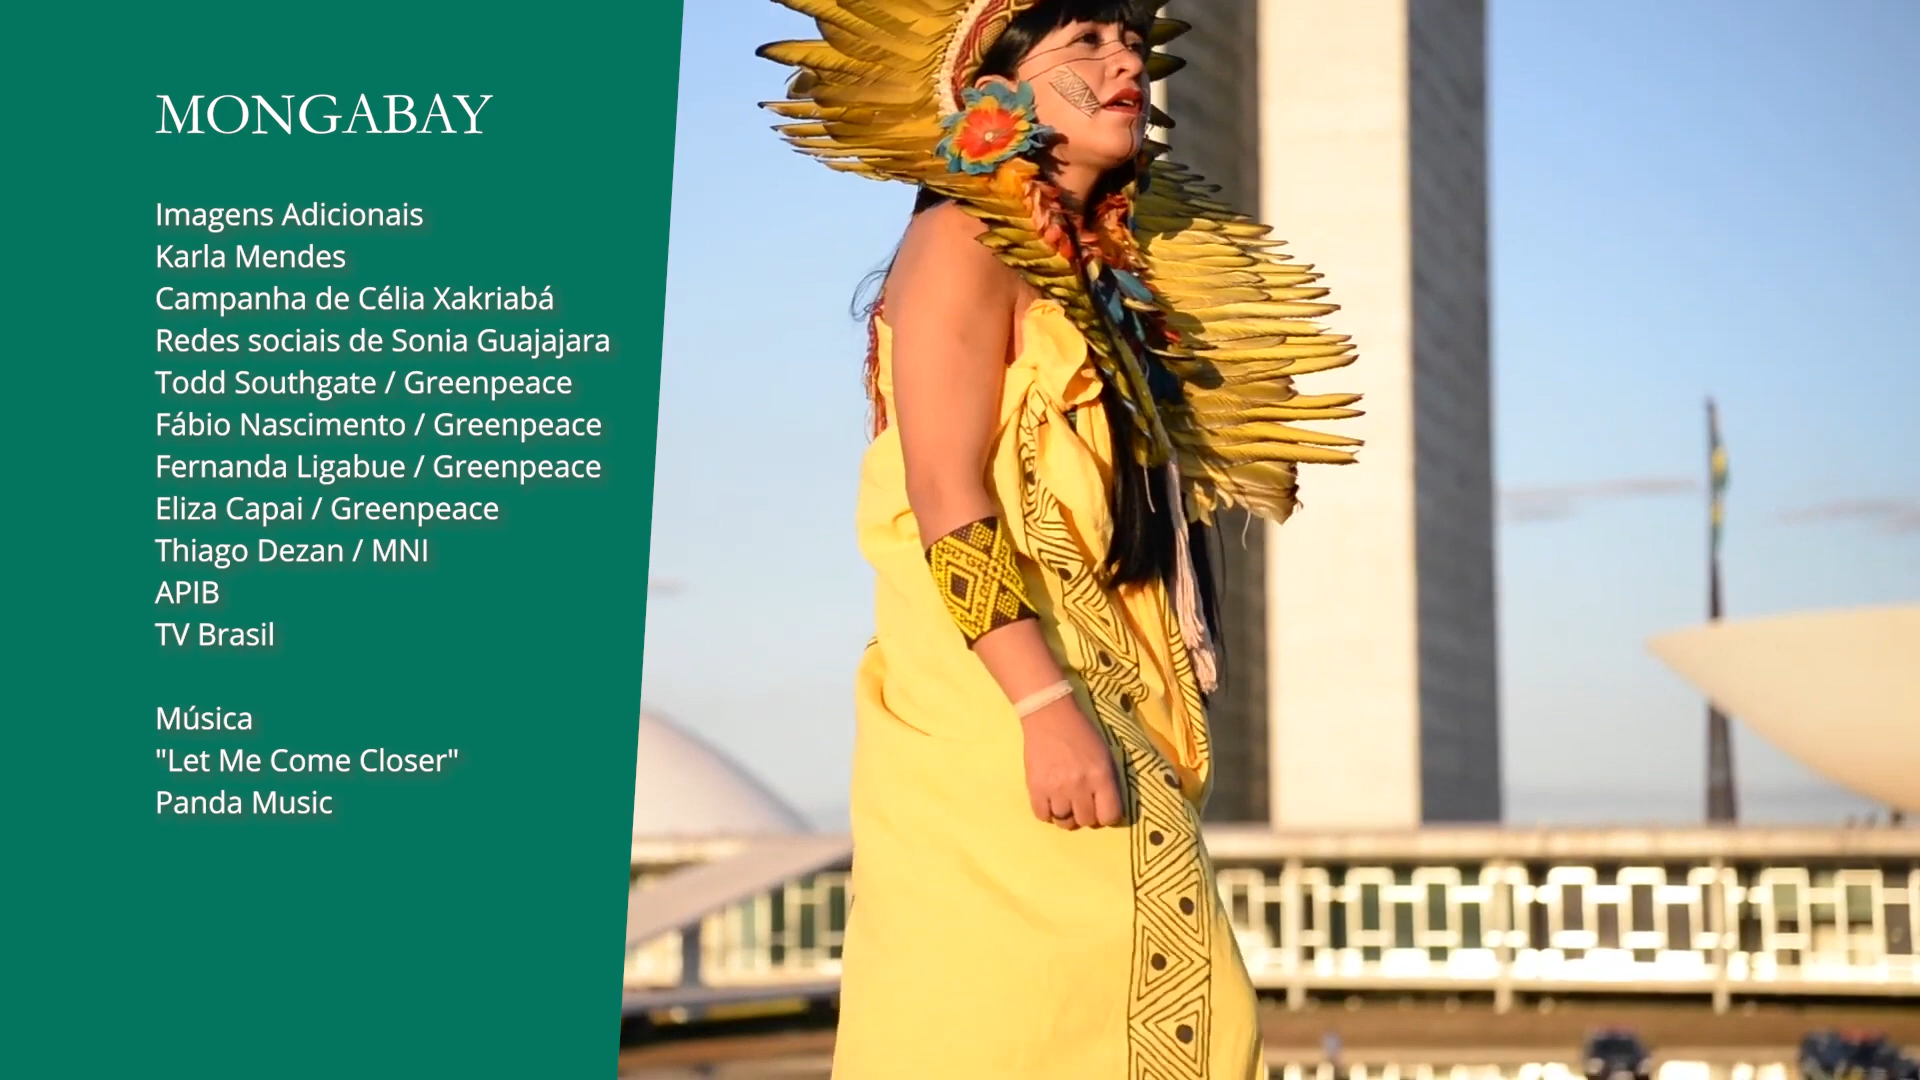 MONGABAY
Imagens Adicionais
Karla Mendes
Campanha de Célia Xakriabá
Redes sociais de Sonia Guajajara
Todd Southgate / Greenpeace
Fábio Nascimento / Greenpeace
Fernanda Ligabue / Greenpeace
Eliza Capai / Greenpeace
Thiago Dezan / MNI
APIB
TV Brasil
Música
"Let Me Come Closer"
Panda Music